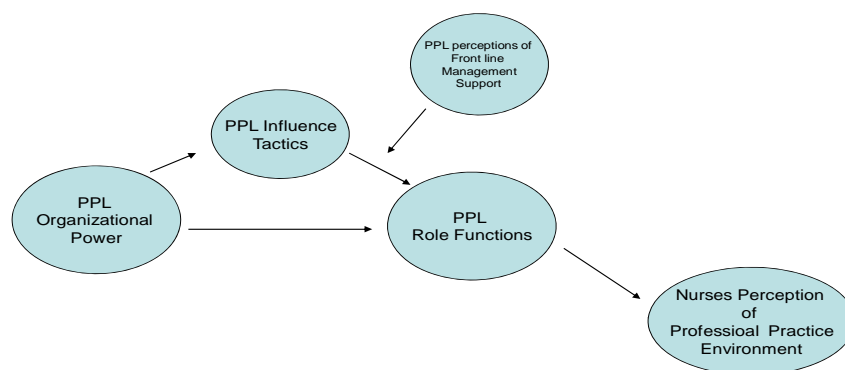 PPL perceptions of
Front line
Management
Support
PPL Influence
Tactics
PPL
Organizational
Power
PPL
Role Functions
Nurses Perception
of
Professioal Practice
Environment